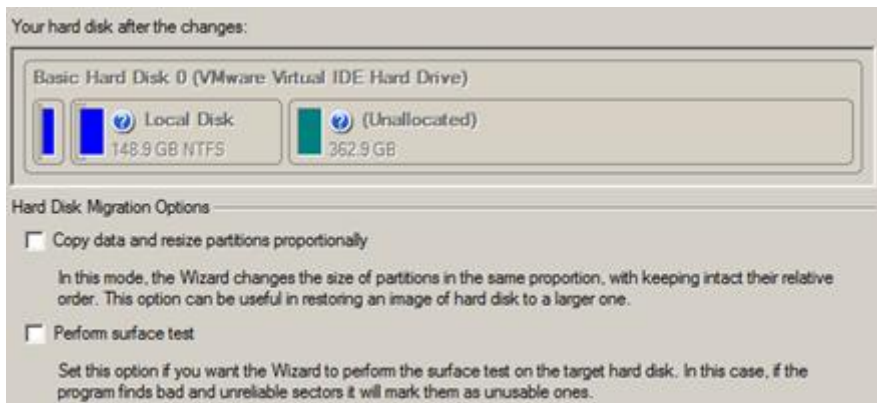 Your hard disk after the changes:
Basic Hard Disk 0 (VMware Virtual IDE Hard Drive)
Local Disk
148.9 GB NTFS
(Unallocated)
362.9 GB
Hard Disk Migration Options
Copy data and resize partitions proportionally
In this mode, the Wizard changes the size of partitions in the same proportion, with keeping intact their relative
order. This option can be useful in restoring an image of hard disk to a larger one.
Perform surface test
Set this option if you want the Wizard to perform the surface test on the target hard disk. In this case, if the
program finds bad and unreliable sectors it will mark them as unusable ones.